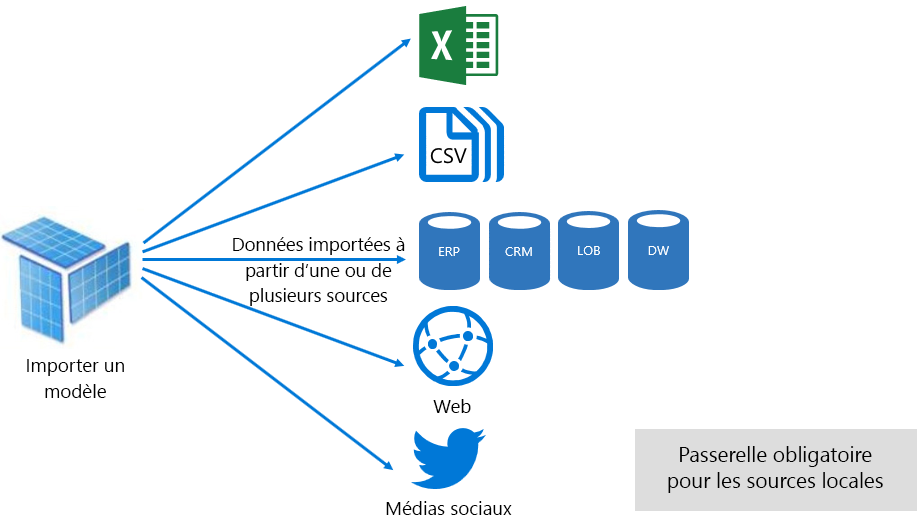 X
CSV
ERP
CRM
LOB
DW
Données importées à
partir d’une ou de
plusieurs sources
Importer un
modèle
Web
Médias sociaux
Passerelle obligatoire
pour les sources locales